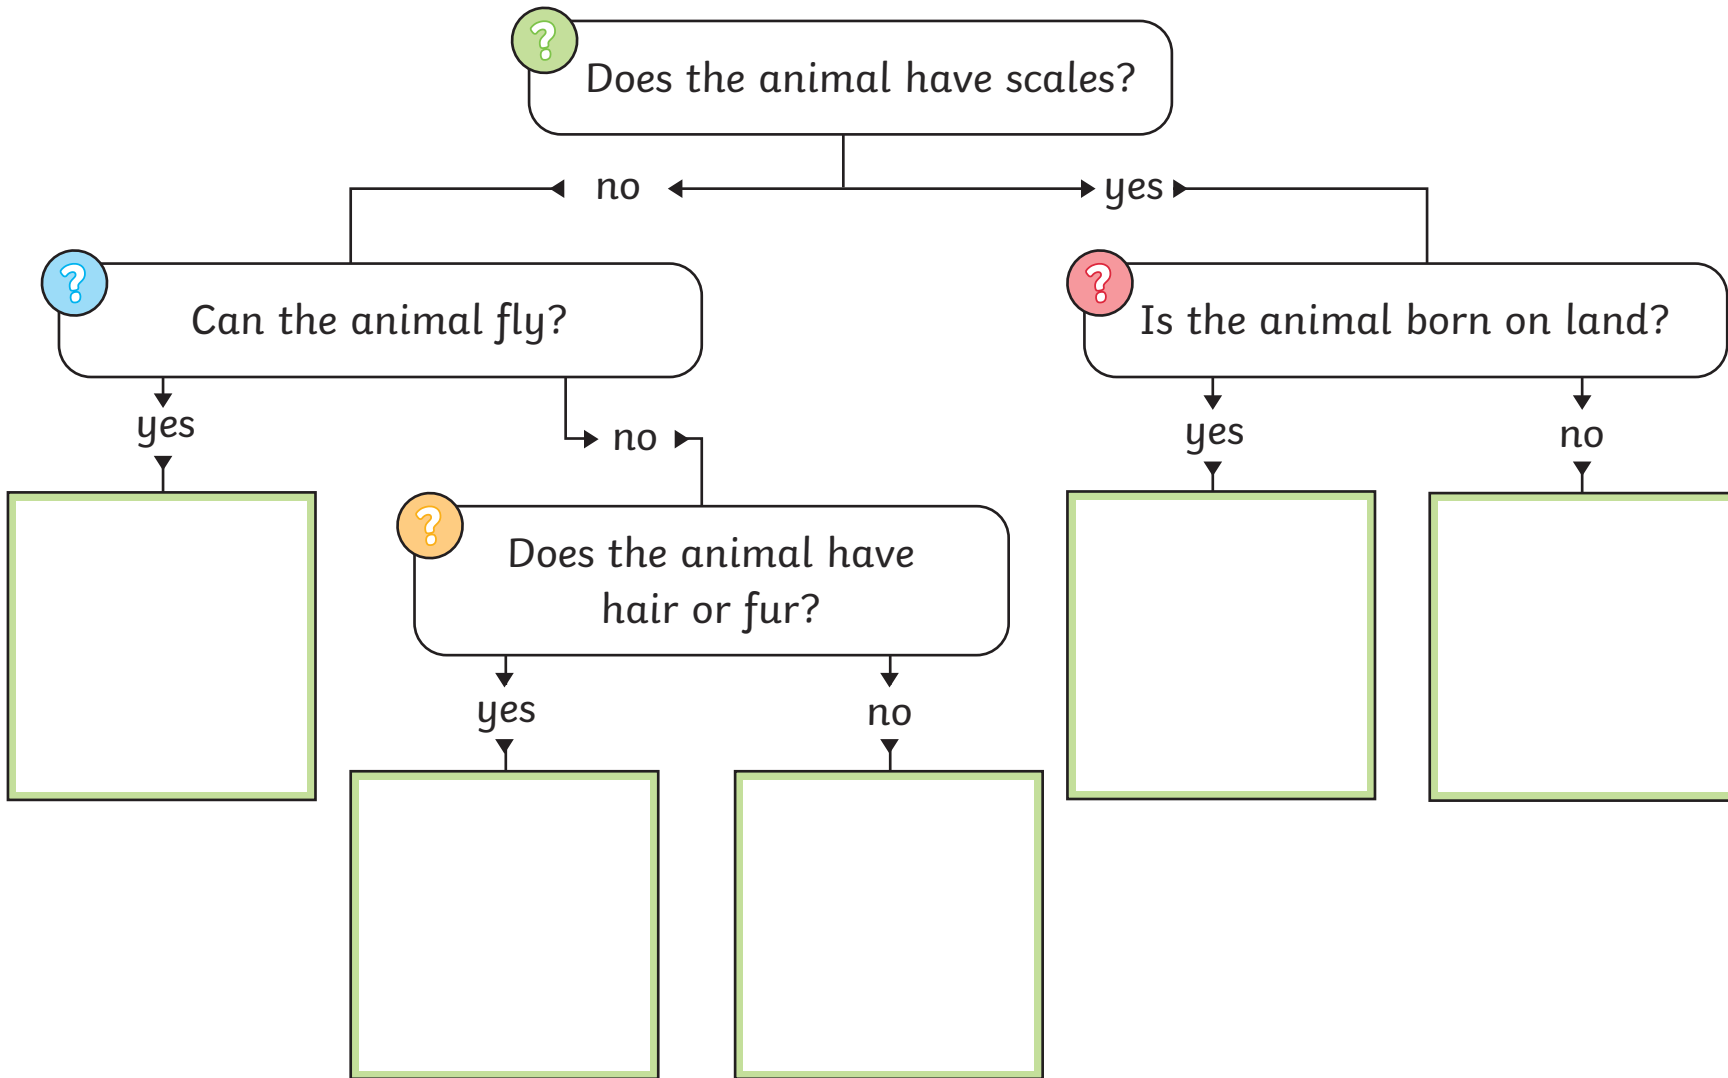 ?
Does the animal have scales?
no
yes
?
Can the animal fly?
?
Is the animal born on land?
yes
no
yes
no
?
Does the animal have
hair or fur?
yes
no